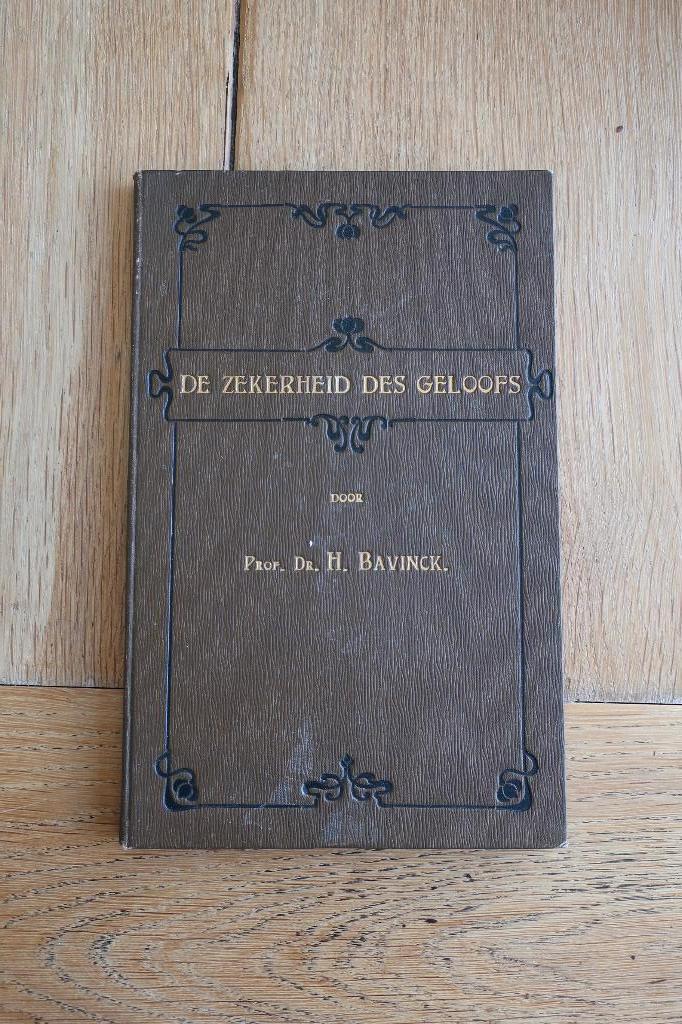 DE ZEKERHEID DES GELOOFS
DOOR
PROF. DR. H. BAVINCK.